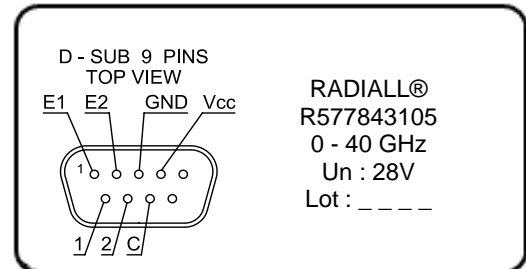 D - SUB 9 PINS
TOP VIEW
E1 E2 GND Vcc
1
1 2 C
RADIALL®
R577843105
0 - 40 GHz
Un : 28V
Lot : _ _ _ _